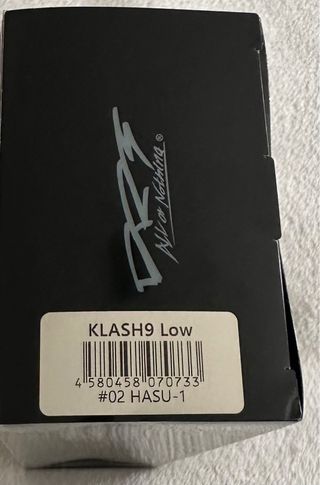 DRT
All or Nothing®
KLASH9 Low
4 580458 070733
#02 HASU-1